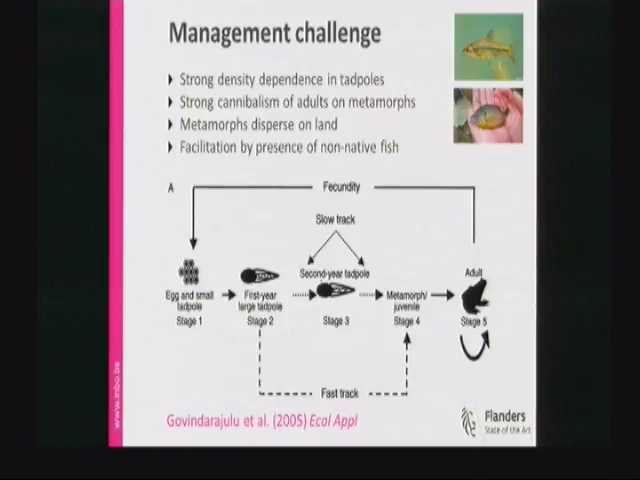 Management challenge
Strong density dependence in tadpoles
Strong cannibalism of adults on metamorphs
Metamorphs disperse on land
Facilitation by presence of non-native fish
A
Fecundity
Slow track
Second-year tadpole
Adult
Egg and small
tadpole
Stage 1
First-year
large tadpole
Stage 2
Stage 3
Metamorph/
juvenile
Stage 4
Stage 5
Fast track
Govindarajulu et al. (2005) Ecol Appl
Flanders
State of the Art
www.inbo.be